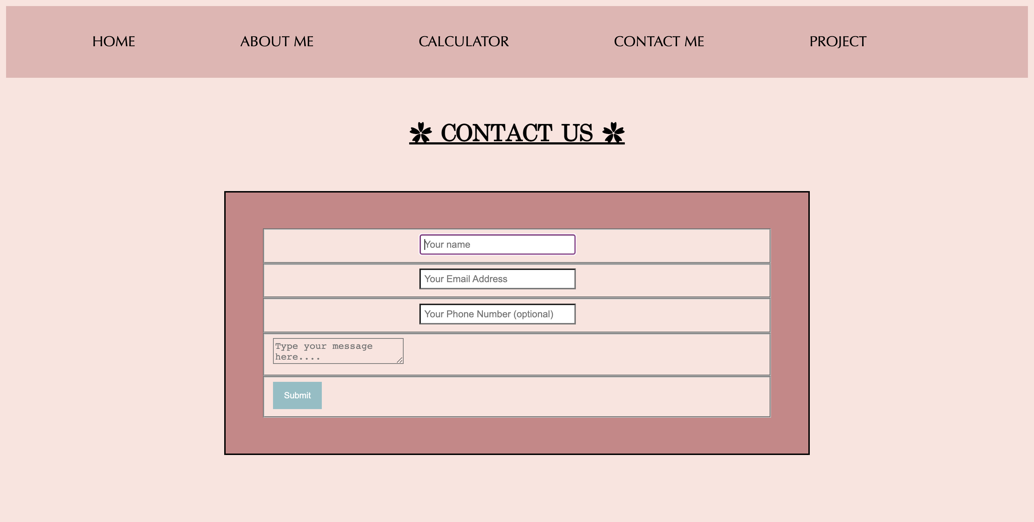 HOME ABOUT ME CALCULATOR CONTACT ME PROJECT
✿ CONTACT US ✿
Your name
Your Email Address
Your Phone Number (optional)
Type your message
here....
Submit